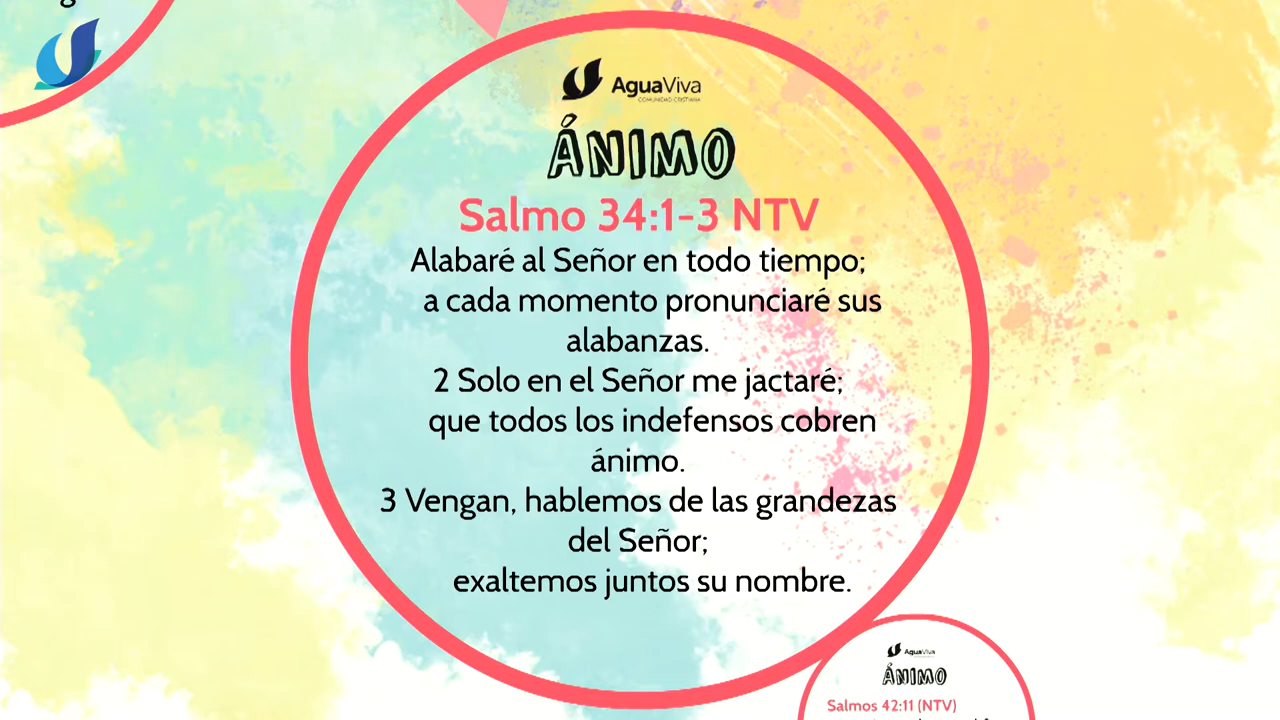 AguaViva
COMUNIDAD CRISTIANA
ÁNIMO
Salmo 34:1-3 NTV
Alabaré al Señor en todo tiempo;
a cada momento pronunciaré sus
alabanzas.
2 Solo en el Señor me jactaré;
que todos los indefensos cobren
ánimo.
3 Vengan, hablemos de las grandezas
del Señor;
exaltemos juntos su nombre.
AguaViva
ÁNIMO
Salmos 42:11 (NTV)